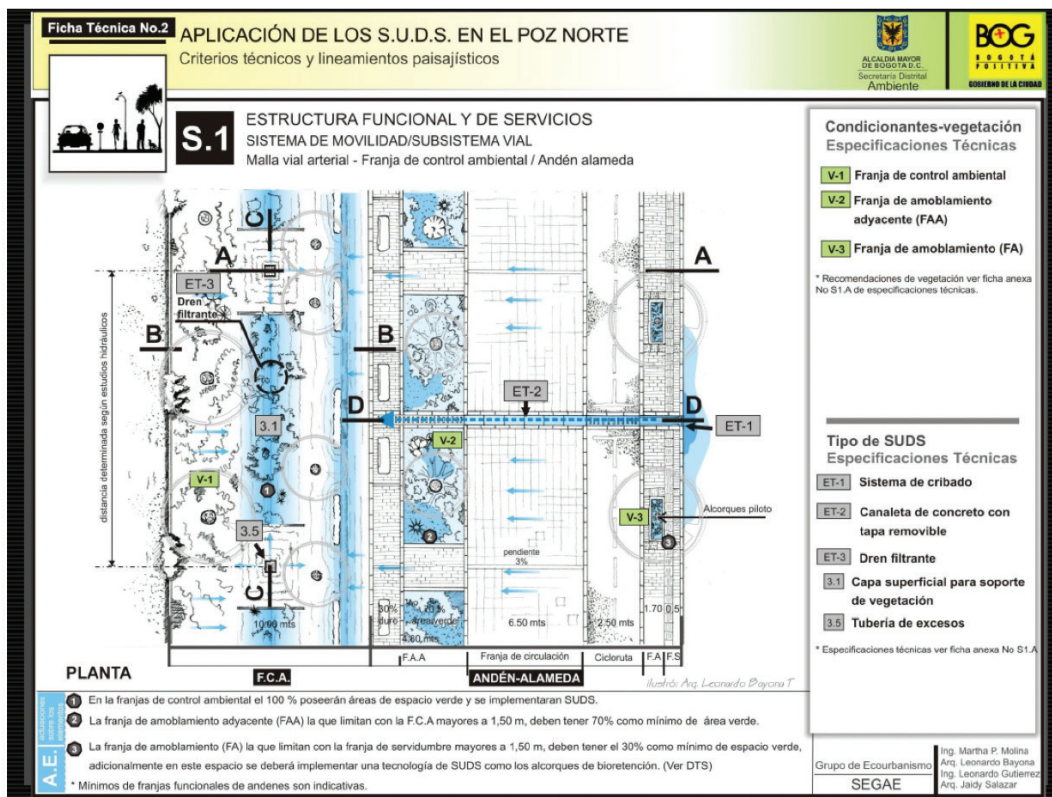 Ficha Técnica No.2
APLICACIÓN DE LOS S.U.D.S. EN EL POZ NORTE
Criterios técnicos y lineamientos paisajísticos
ALCALDIA MAYOR
DE BOGOTA D.C.
Secretaría Distrital
Ambiente
BOG
BOGOTÁ
POSITIVA
GOBIERNO DE LA CIUDAD
S.1
ESTRUCTURA FUNCIONAL Y DE SERVICIOS
SISTEMA DE MOVILIDAD/SUBSISTEMA VIAL
Malla vial arterial - Franja de control ambiental / Andén alameda
C
A
A
ET-3
Dren
filtrante
B
B
distancia determinada según estudios hidráulicos
ET-2
D
D
3.1
ET-1
V-2
V-1
1
V-3
Alcorques piloto
2
3
3.5
pendiente
3%
C
10.00 mts
30%
duro
70 %
areaverde
4.80 mts
6.50 mts
2.50 mts
1.70
0.5
F.A.A
Franja de circulación
Cicloruta
F.A
F.S
PLANTA
F.C.A.
ANDÉN-ALAMEDA
ilustró: Arq. Leonardo Bayona T
Condicionantes-vegetación
Especificaciones Técnicas
V-1 Franja de control ambiental
V-2 Franja de amoblamiento
adyacente (FAA)
V-3 Franja de amoblamiento (FA)
* Recomendaciones de vegetación ver ficha anexa
No S1.A de especificaciones técnicas.
Tipo de SUDS
Especificaciones Técnicas
ET-1 Sistema de cribado
ET-2 Canaleta de concreto con
tapa removible
ET-3 Dren filtrante
3.1 Capa superficial para soporte
de vegetación
3.5 Tubería de excesos
* Especificaciones técnicas ver ficha anexa No S1.A
A.E.
actuaciones
sobre los
elementos
1 En la franjas de control ambiental el 100 % poseerán áreas de espacio verde y se implementaran SUDS.
2 La franja de amoblamiento adyacente (FAA) la que limitan con la F.C.A mayores a 1,50 m, deben tener 70% como mínimo de área verde.
3 La franja de amoblamiento (FA) la que limitan con la franja de servidumbre mayores a 1,50 m, deben tener el 30% como mínimo de espacio verde,
adicionalmente en este espacio se deberá implementar una tecnología de SUDS como los alcorques de bioretención. (Ver DTS)
* Mínimos de franjas funcionales de andenes son indicativas.
Grupo de Ecourbanismo
SEGAE
Ing. Martha P. Molina
Arq. Leonardo Bayona
Ing. Leonardo Gutierrez
Arq. Jaidy Salazar